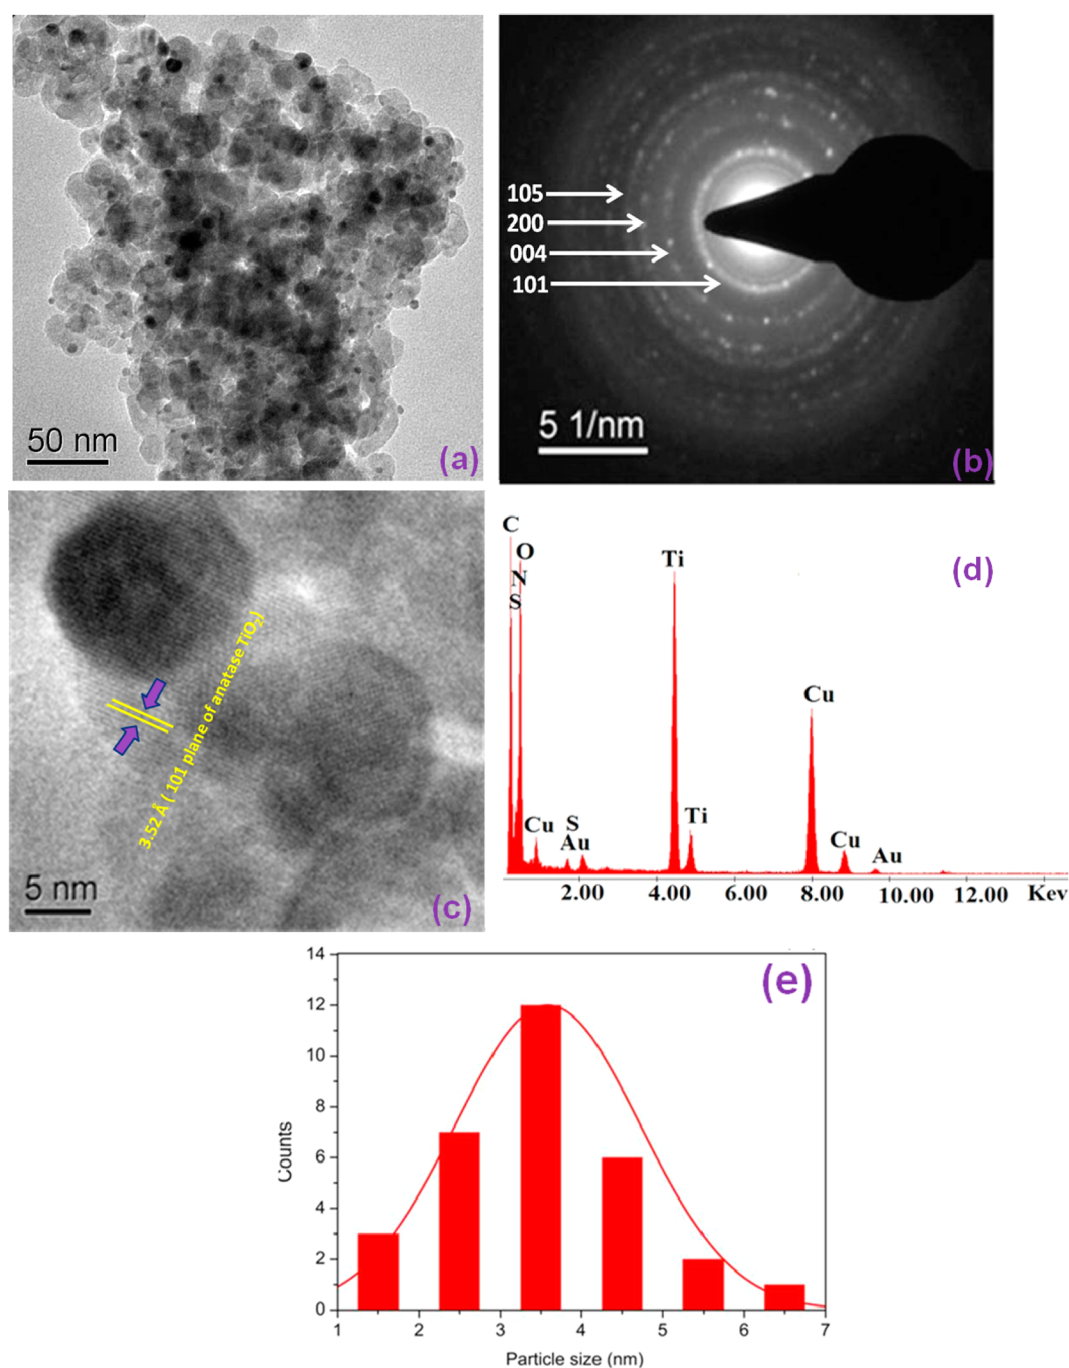 50 nm
(a)
105
200
004
101
5 1/nm
(b)
3.52 Å ( 101 plane of anatase TiO2)
5 nm
(c)
C
O
N
S
Ti
(d)
Cu
Cu
S
Au
Ti
Cu
Au
2.00 4.00 6.00 8.00 10.00 12.00 Kev
(e)
14
12
10
8
6
4
2
0
Counts
1 2 3 4 5 6 7
Particle size (nm)